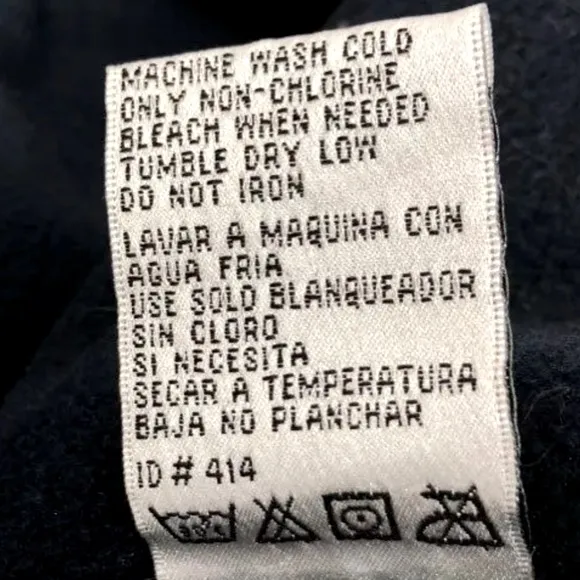 MACHINE WASH COLD
ONLY NON-CHLORINE
BLEACH WHEN NEEDED
TUMBLE DRY LOW
DO NOT IRON
LAVAR A MAQUINA CON
AGUA FRIA
USE SOLO BLANQUEADOR
SIN CLORO
SI NECESITA
SECAR A TEMPERATURA
BAJA NO PLANCHAR
ID # 414